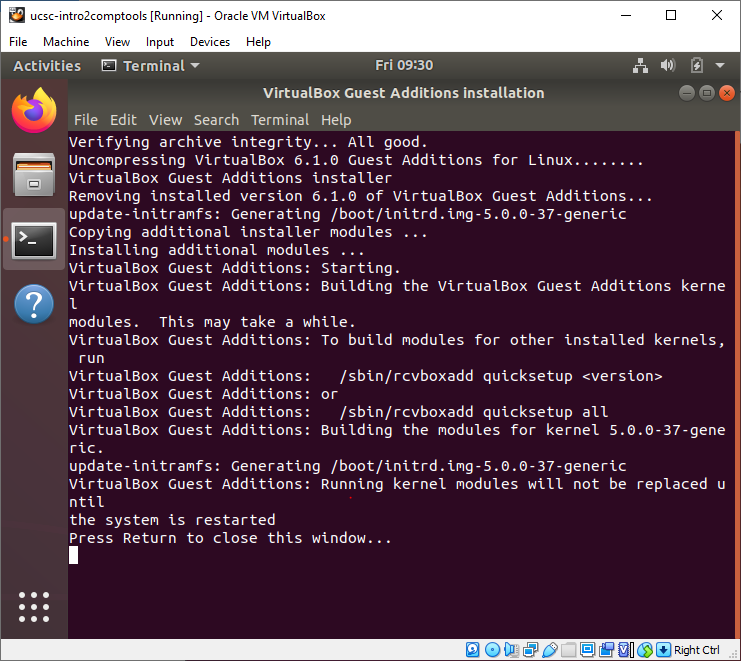 ucsc-intro2comptools [Running] - Oracle VM VirtualBox
File Machine View Input Devices Help
Activities Terminal Fri 09:30
VirtualBox Guest Additions installation
File Edit View Search Terminal Help
Verifying archive integrity... All good.
Uncompressing VirtualBox 6.1.0 Guest Additions for Linux........
VirtualBox Guest Additions installer
Removing installed version 6.1.0 of VirtualBox Guest Additions...
update-initramfs: Generating /boot/initrd.img-5.0.0-37-generic
Copying additional installer modules ...
Installing additional modules ...
VirtualBox Guest Additions: Starting.
VirtualBox Guest Additions: Building the VirtualBox Guest Additions kerne
l
modules.  This may take a while.
VirtualBox Guest Additions: To build modules for other installed kernels,
 run
VirtualBox Guest Additions:   /sbin/rcvboxadd quicksetup <version>
VirtualBox Guest Additions: or
VirtualBox Guest Additions:   /sbin/rcvboxadd quicksetup all
VirtualBox Guest Additions: Building the modules for kernel 5.0.0-37-gene
ric.
update-initramfs: Generating /boot/initrd.img-5.0.0-37-generic
VirtualBox Guest Additions: Running kernel modules will not be replaced u
ntil
the system is restarted
Press Return to close this window...
Right Ctrl